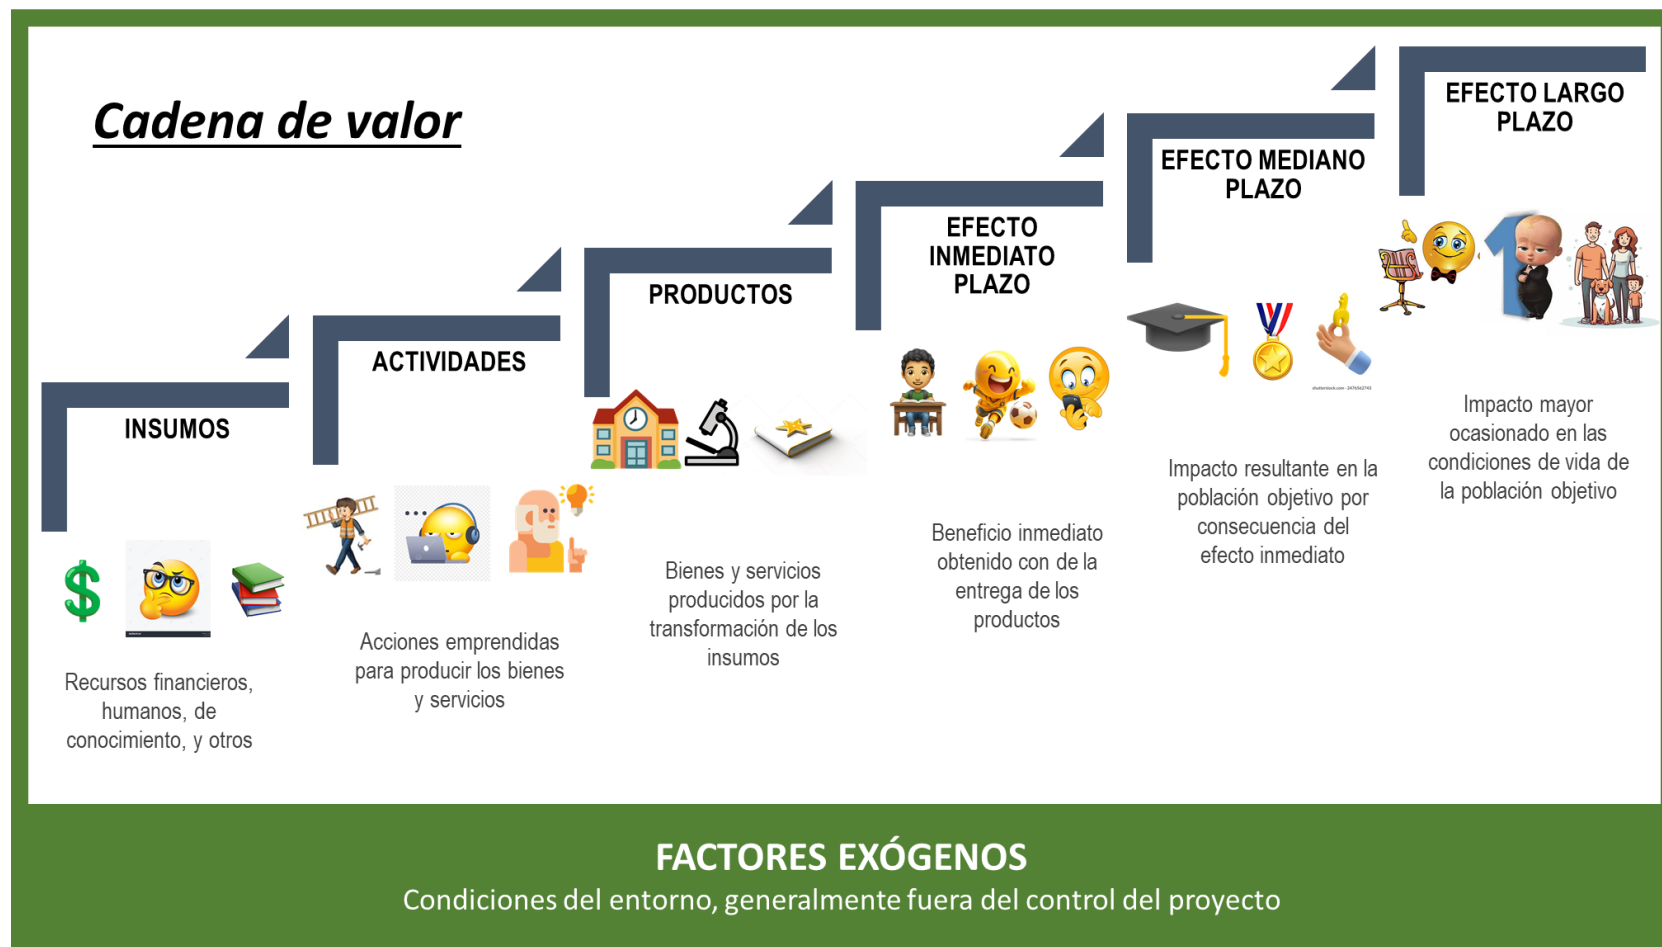 Cadena de valor
INSUMOS
Recursos financieros,
humanos, de
conocimiento, y otros
ACTIVIDADES
Acciones emprendidas
para producir los bienes
y servicios
PRODUCTOS
Bienes y servicios
producidos por la
transformación de los
insumos
EFECTO
INMEDIATO
PLAZO
Beneficio inmediato
obtenido con de la
entrega de los
productos
EFECTO MEDIANO
PLAZO
Impacto resultante en la
población objetivo por
consecuencia del
efecto inmediato
EFECTO LARGO
PLAZO
Impacto mayor
ocasionado en las
condiciones de vida de
la población objetivo
FACTORES EXÓGENOS
Condiciones del entorno, generalmente fuera del control del proyecto